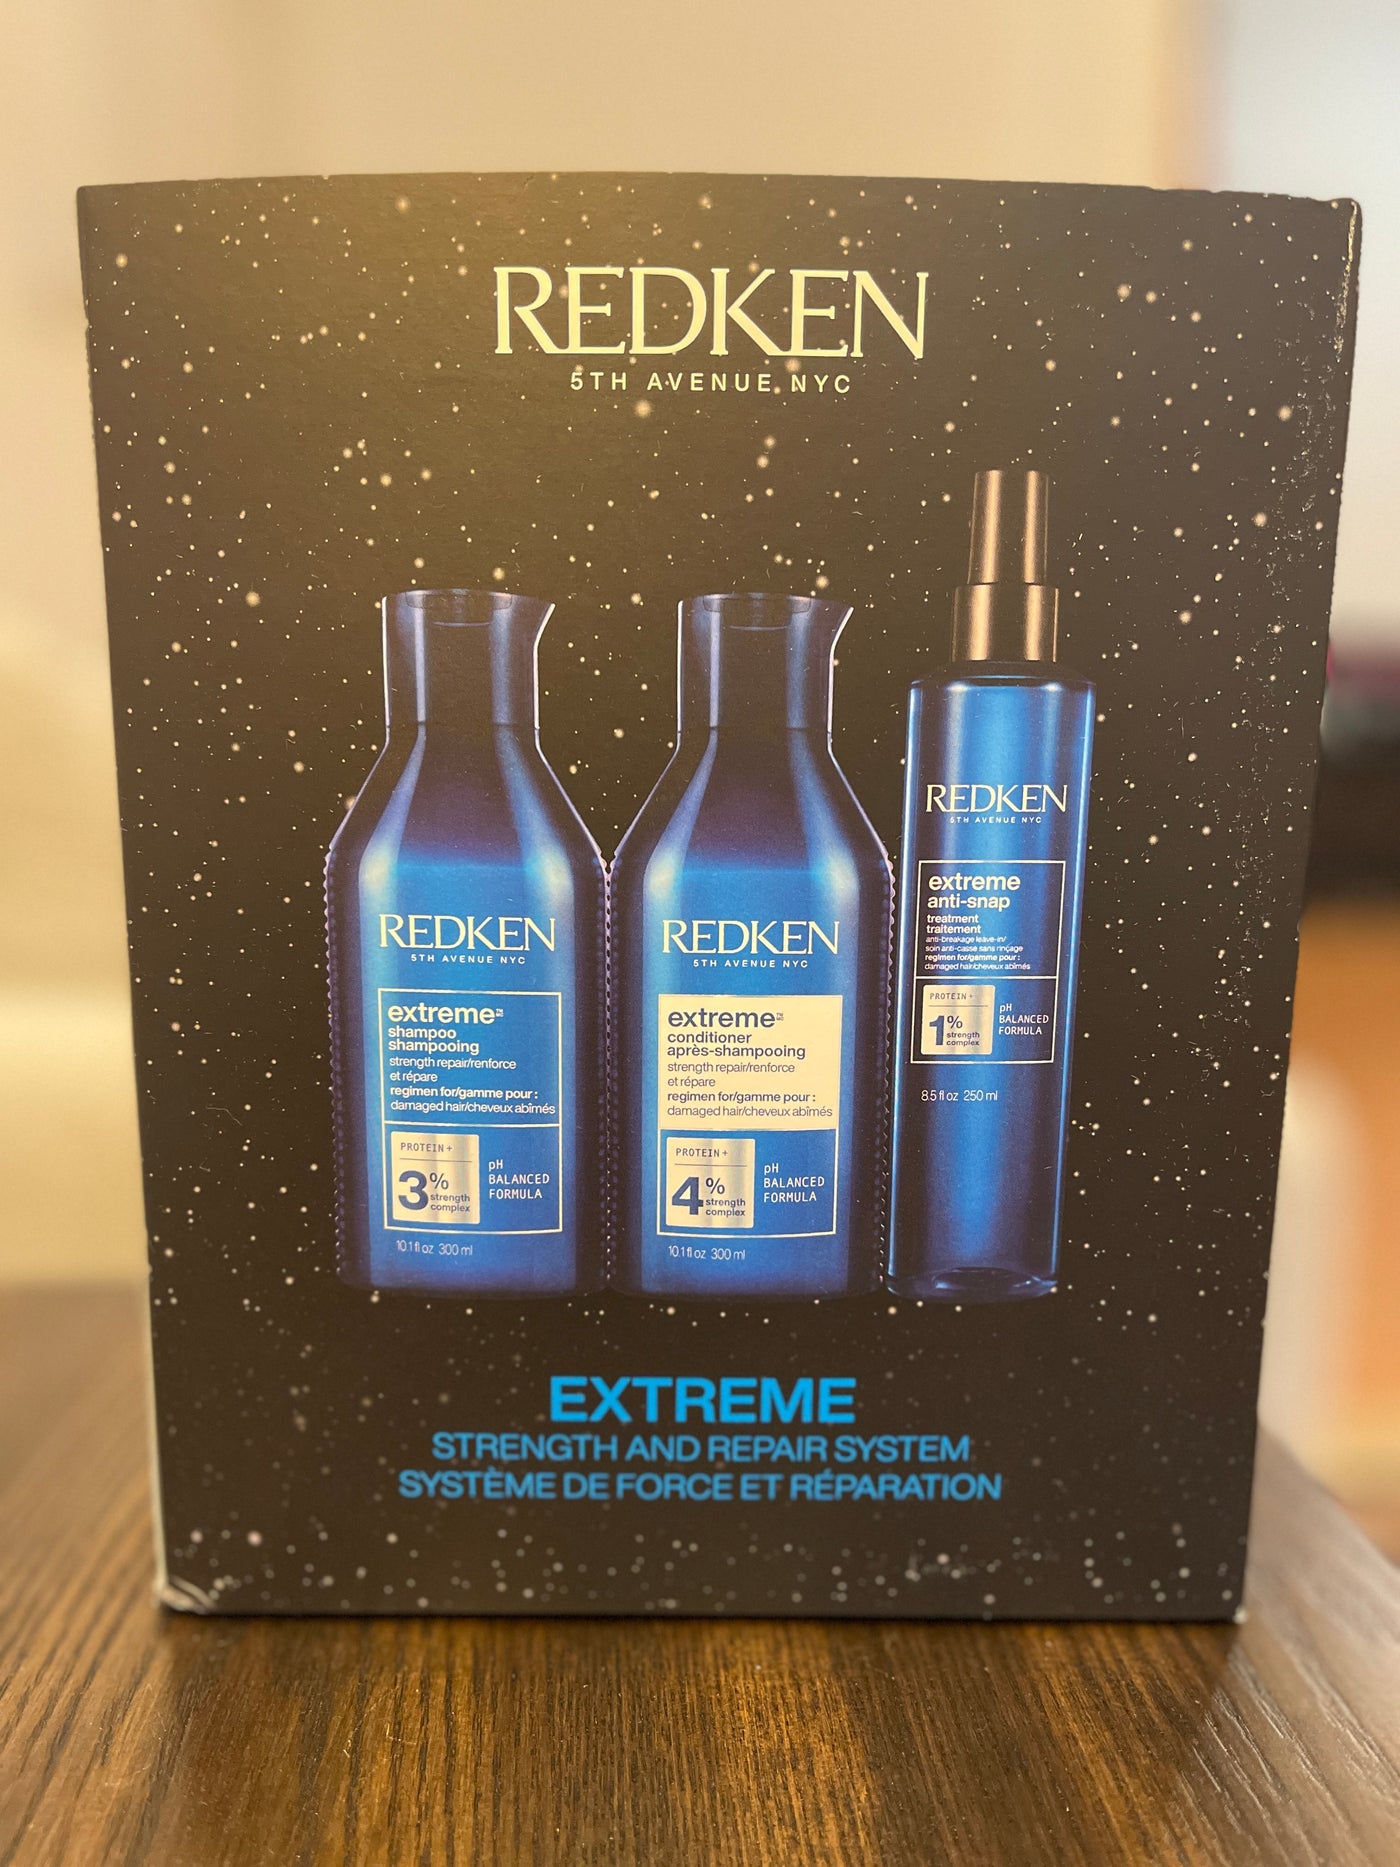 REDKEN
5TH AVENUE NYC
REDKEN
5TH AVENUE NYC
extreme™
shampoo
shampooing
strength repair/renforce
et répare
regimen for/gamme pour :
damaged hair/cheveux abîmés
PROTEIN +
3% strength
complex
pH
BALANCED
FORMULA
10.1 fl oz 300 ml
REDKEN
5TH AVENUE NYC
extreme
conditioner
après-shampooing
strength repair/renforce
et répare
regimen for/gamme pour :
damaged hair/cheveux abîmés
PROTEIN +
4% strength
complex
pH
BALANCED
FORMULA
10.1 fl oz 300 ml
REDKEN
5TH AVENUE NYC
extreme
anti-snap
treatment
traitement
anti-breakage leave-in/
soin anti-casse sans rinçage
regimen for/gamme pour :
damaged hair/cheveux abîmés
PROTEIN +
1% strength
complex
pH
BALANCED
FORMULA
8.5 fl oz 250 ml
EXTREME
STRENGTH AND REPAIR SYSTEM
SYSTÈME DE FORCE ET RÉPARATION